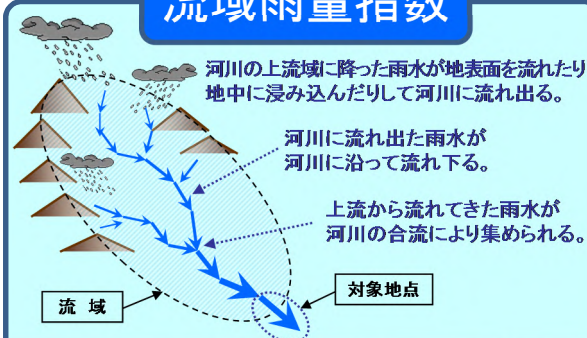 流域雨量指数
河川の上流域に降った雨水が地表面を流れたり
地中に浸み込んだりして河川に流れ出る。
河川に流れ出た雨水が
河川に沿って流れ下る。
上流から流れてきた雨水が
河川の合流により集められる。
対象地点
流 域